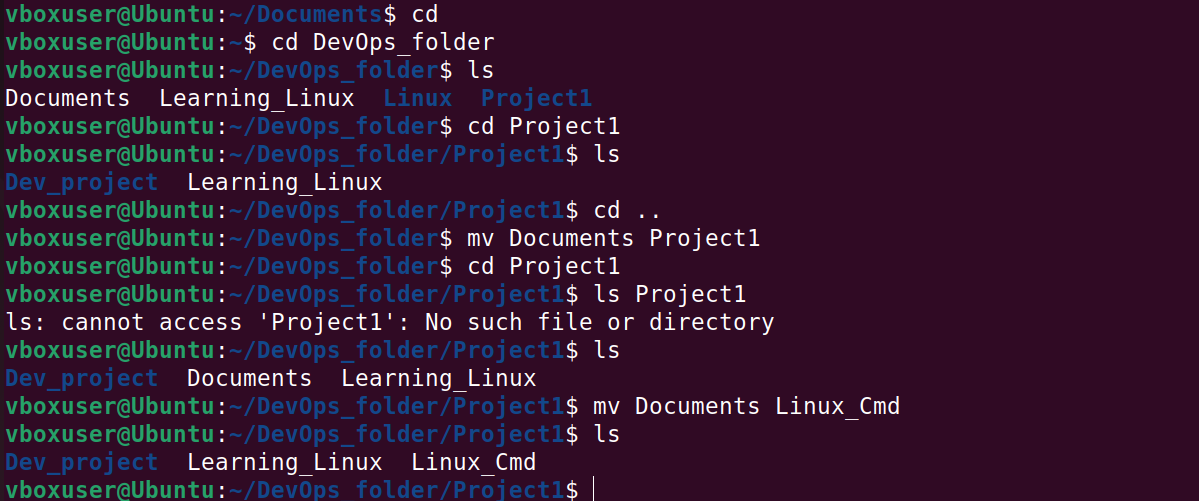 vboxuser@Ubuntu:~/Documents$ cd
vboxuser@Ubuntu:~$ cd DevOps_folder
vboxuser@Ubuntu:~/DevOps_folder$ ls
Documents  Learning_Linux  Linux  Project1
vboxuser@Ubuntu:~/DevOps_folder$ cd Project1
vboxuser@Ubuntu:~/DevOps_folder/Project1$ ls
Dev_project  Learning_Linux
vboxuser@Ubuntu:~/DevOps_folder/Project1$ cd ..
vboxuser@Ubuntu:~/DevOps_folder$ mv Documents Project1
vboxuser@Ubuntu:~/DevOps_folder$ cd Project1
vboxuser@Ubuntu:~/DevOps_folder/Project1$ ls Project1
ls: cannot access 'Project1': No such file or directory
vboxuser@Ubuntu:~/DevOps_folder/Project1$ ls
Dev_project  Documents  Learning_Linux
vboxuser@Ubuntu:~/DevOps_folder/Project1$ mv Documents Linux_Cmd
vboxuser@Ubuntu:~/DevOps_folder/Project1$ ls
Dev_project  Learning_Linux  Linux_Cmd
vboxuser@Ubuntu:~/DevOps_folder/Project1$